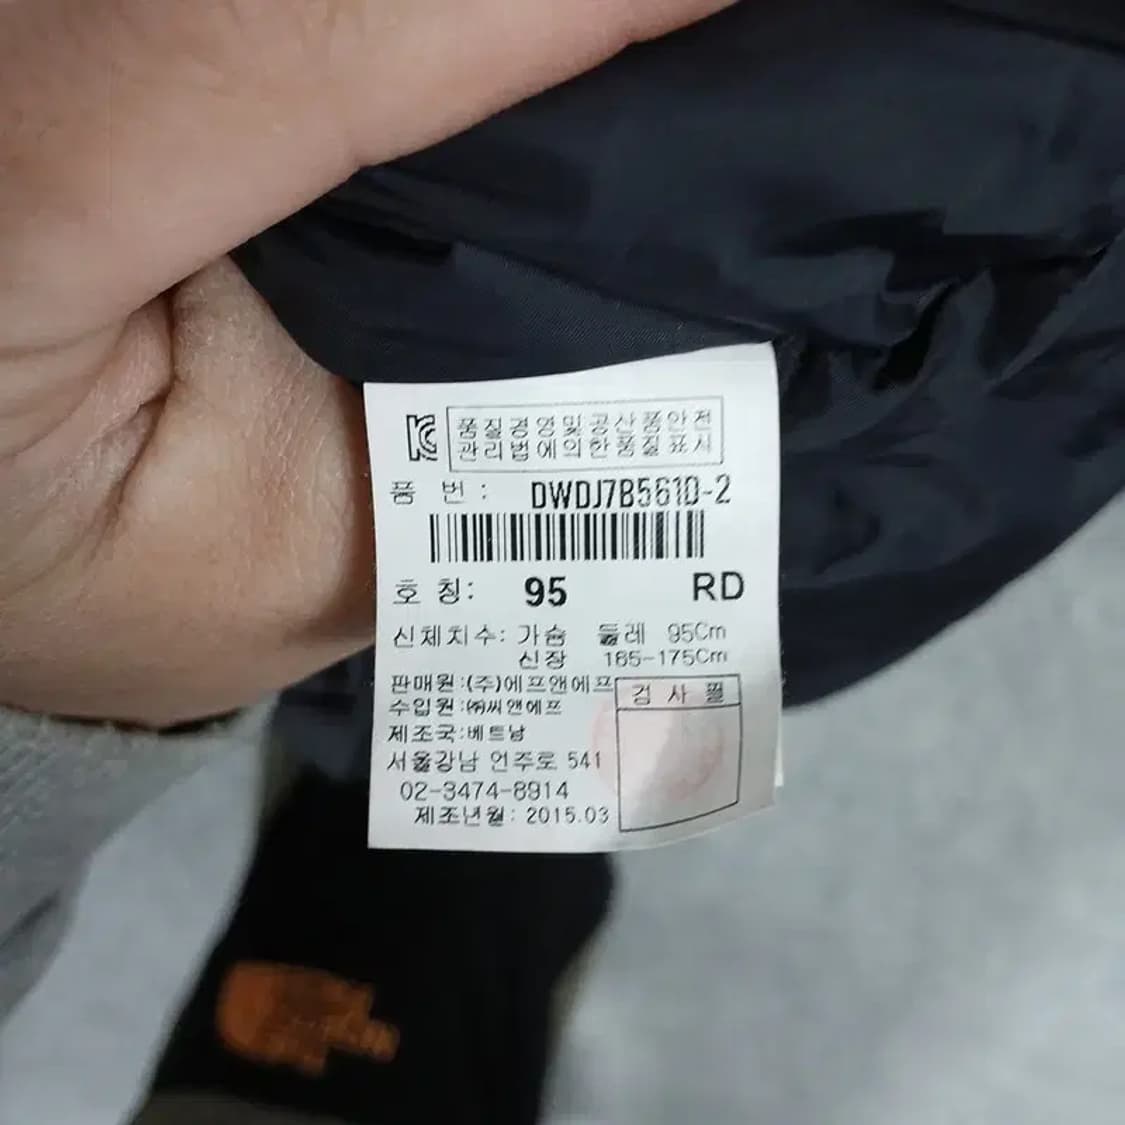 품질경영및공산품안전
관리법에의한품질표시
품 번 : DWDJ7B561D-2
호 칭: 95 RD
신체치수: 가슴 둘레 95Cm
신장 165-175Cm
판매원:(주)에프앤에프
수입원:㈜씨앤에프
제조국:베트남
서울강남 언주로 541
02-3474-8914
제조년월: 2015.03
검 사 필